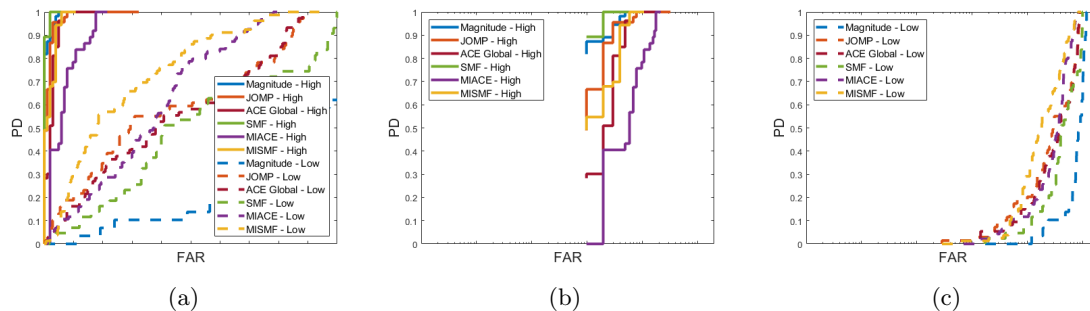 1
0.9
0.8
0.7
0.6
0.5
0.4
0.3
0.2
0.1
0
PD
FAR
Magnitude - High
JOMP - High
ACE Global - High
SMF - High
MIACE - High
MISMF - High
Magnitude - Low
JOMP - Low
ACE Global - Low
SMF - Low
MIACE - Low
MISMF - Low
(a)
1
0.9
0.8
0.7
0.6
0.5
0.4
0.3
0.2
0.1
0
PD
FAR
Magnitude - High
JOMP - High
ACE Global - High
SMF - High
MIACE - High
MISMF - High
(b)
1
0.9
0.8
0.7
0.6
0.5
0.4
0.3
0.2
0.1
0
PD
FAR
Magnitude - Low
JOMP - Low
ACE Global - Low
SMF - Low
MIACE - Low
MISMF - Low
(c)